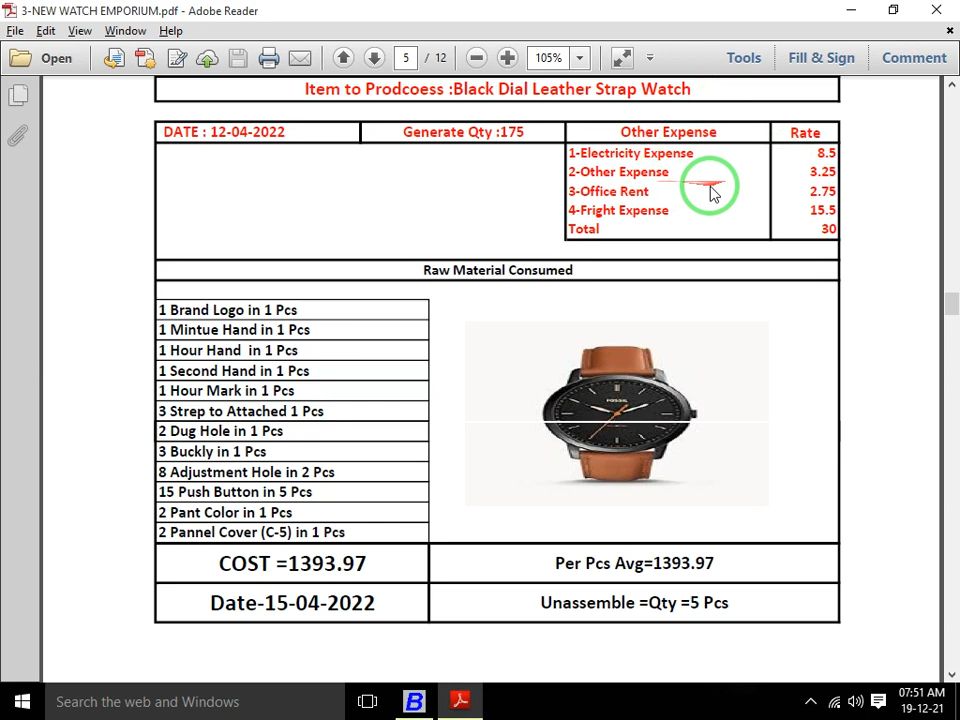 3-NEW WATCH EMPORIUM.pdf - Adobe Reader
File Edit View Window Help
Open 5 / 12 105% Tools Fill & Sign Comment
Item to Prodcoess :Black Dial Leather Strap Watch
DATE : 12-04-2022 Generate Qty :175 Other Expense Rate
1-Electricity Expense 8.5
2-Other Expense 3.25
3-Office Rent 2.75
4-Fright Expense 15.5
Total 30
Raw Material Consumed
1 Brand Logo in 1 Pcs
1 Mintue Hand in 1 Pcs
1 Hour Hand in 1 Pcs
1 Second Hand in 1 Pcs
1 Hour Mark in 1 Pcs
3 Strep to Attached 1 Pcs
2 Dug Hole in 1 Pcs
3 Buckly in 1 Pcs
8 Adjustment Hole in 2 Pcs
15 Push Button in 5 Pcs
2 Pant Color in 1 Pcs
2 Pannel Cover (C-5) in 1 Pcs
FOSSIL
COST =1393.97 Per Pcs Avg=1393.97
Date-15-04-2022 Unassemble =Qty =5 Pcs
Search the web and Windows
B
07:51 AM
19-12-21